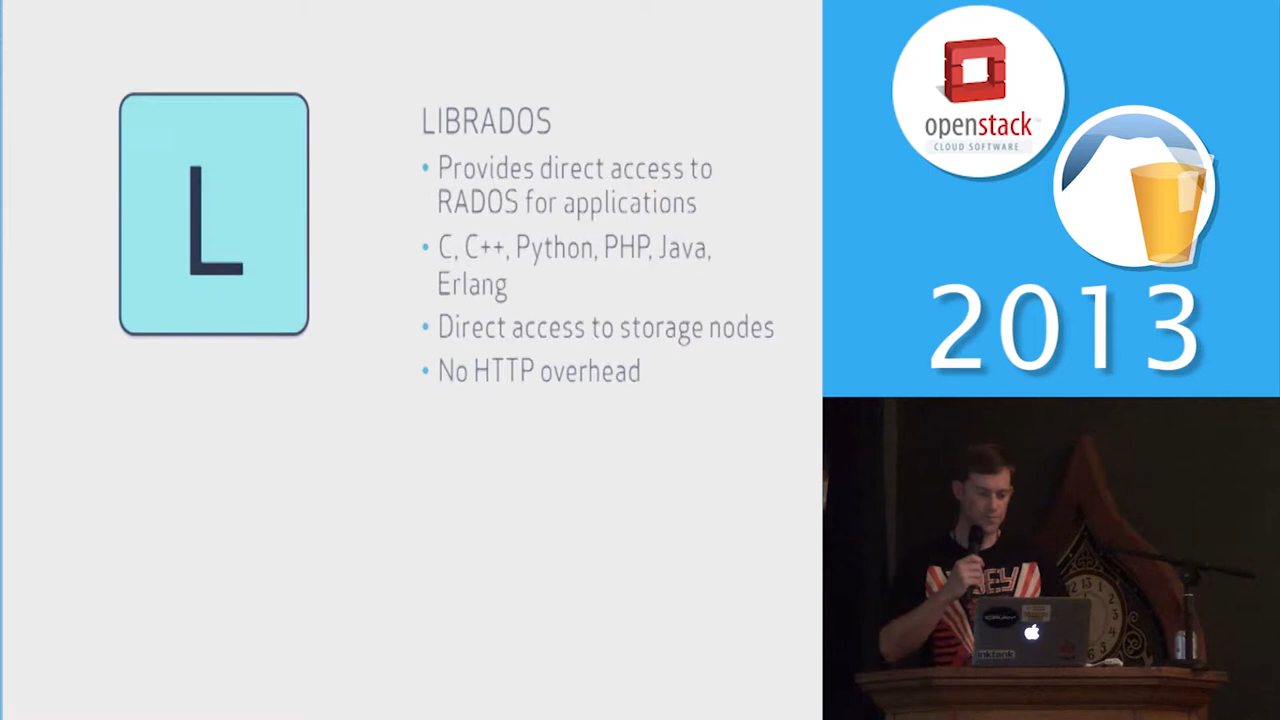 L
LIBRADOS
• Provides direct access to
RADOS for applications
• C, C++, Python, PHP, Java,
Erlang
• Direct access to storage nodes
• No HTTP overhead
openstack™
CLOUD SOFTWARE
2013
inktank